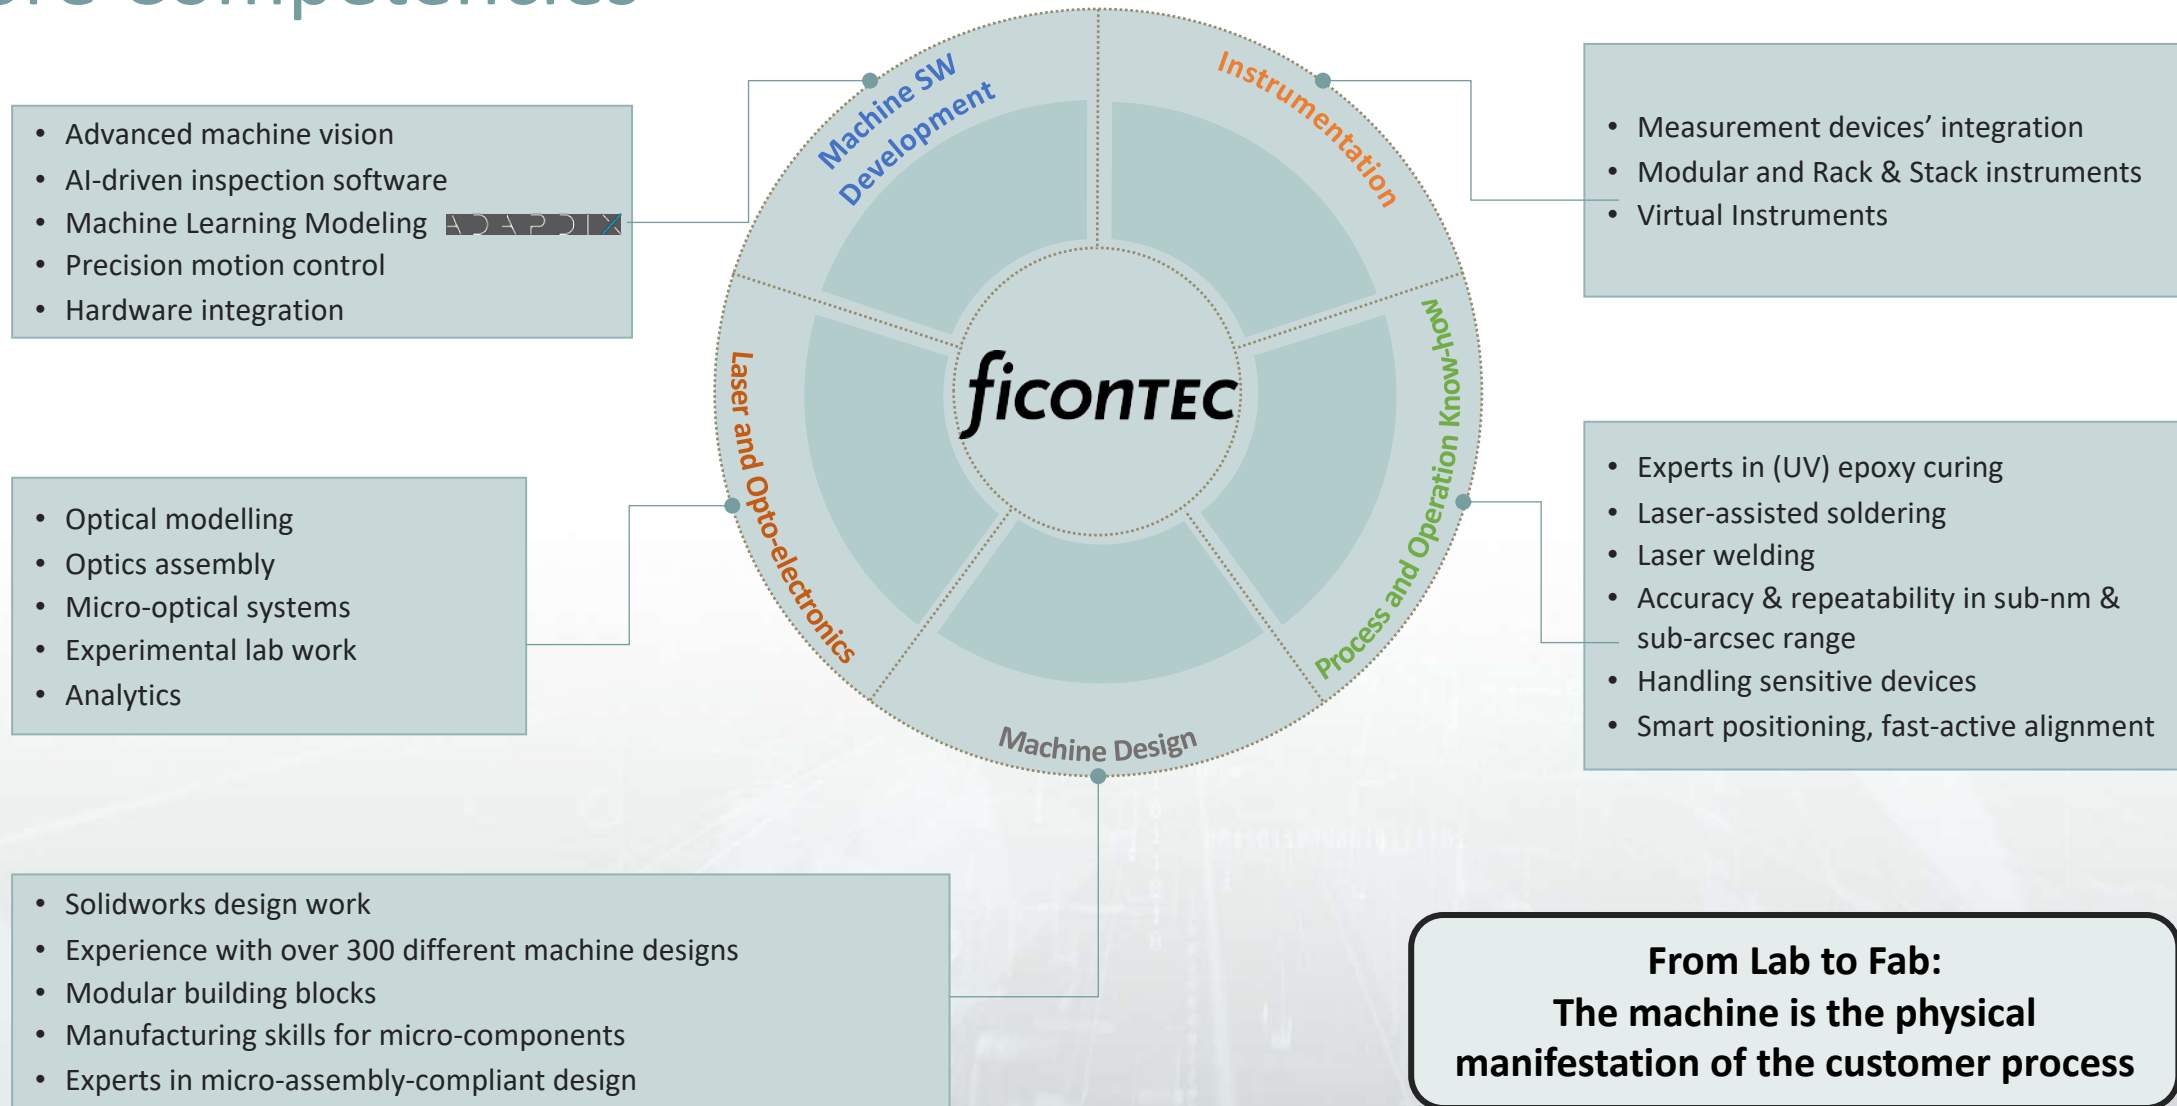 ore Competencies
Machine SW
Development
Instrumentation
• Advanced machine vision
• AI-driven inspection software
• Machine Learning Modeling ADAPDIX
• Precision motion control
• Hardware integration
• Measurement devices’ integration
• Modular and Rack & Stack instruments
• Virtual Instruments
ficonTEC
Laser and Opto-electronics
Process and Operation Know-how
• Optical modelling
• Optics assembly
• Micro-optical systems
• Experimental lab work
• Analytics
• Experts in (UV) epoxy curing
• Laser-assisted soldering
• Laser welding
• Accuracy & repeatability in sub-nm &
sub-arcsec range
• Handling sensitive devices
• Smart positioning, fast-active alignment
Machine Design
• Solidworks design work
• Experience with over 300 different machine designs
• Modular building blocks
• Manufacturing skills for micro-components
• Experts in micro-assembly-compliant design
From Lab to Fab:
The machine is the physical
manifestation of the customer process